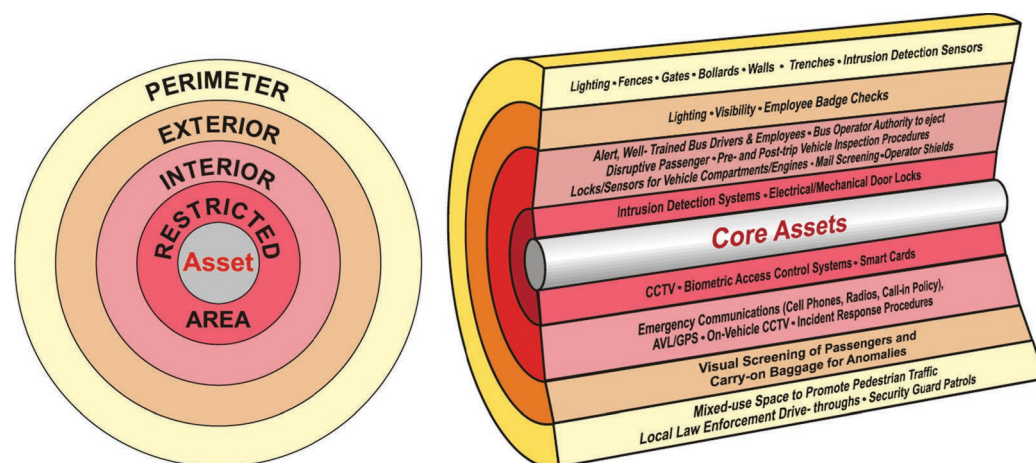 PERIMETER
EXTERIOR
INTERIOR
RESTRICTED
Asset
AREA
Lighting • Fences • Gates • Bollards • Walls • Trenches • Intrusion Detection Sensors
Lighting • Visibility • Employee Badge Checks
Alert, Well- Trained Bus Drivers & Employees • Bus Operator Authority to eject
Disruptive Passenger • Pre- and Post-trip Vehicle Inspection Procedures
Locks/Sensors for Vehicle Compartments/Engines • Mail Screening•Operator Shields
Intrusion Detection Systems • Electrical/Mechanical Door Locks
Core Assets
CCTV • Biometric Access Control Systems • Smart Cards
Emergency Communications (Cell Phones, Radios, Call-in Policy),
AVL/GPS • On-Vehicle CCTV • Incident Response Procedures
Visual Screening of Passengers and
Carry-on Baggage for Anomalies
Mixed-use Space to Promote Pedestrian Traffic
Local Law Enforcement Drive- throughs • Security Guard Patrols